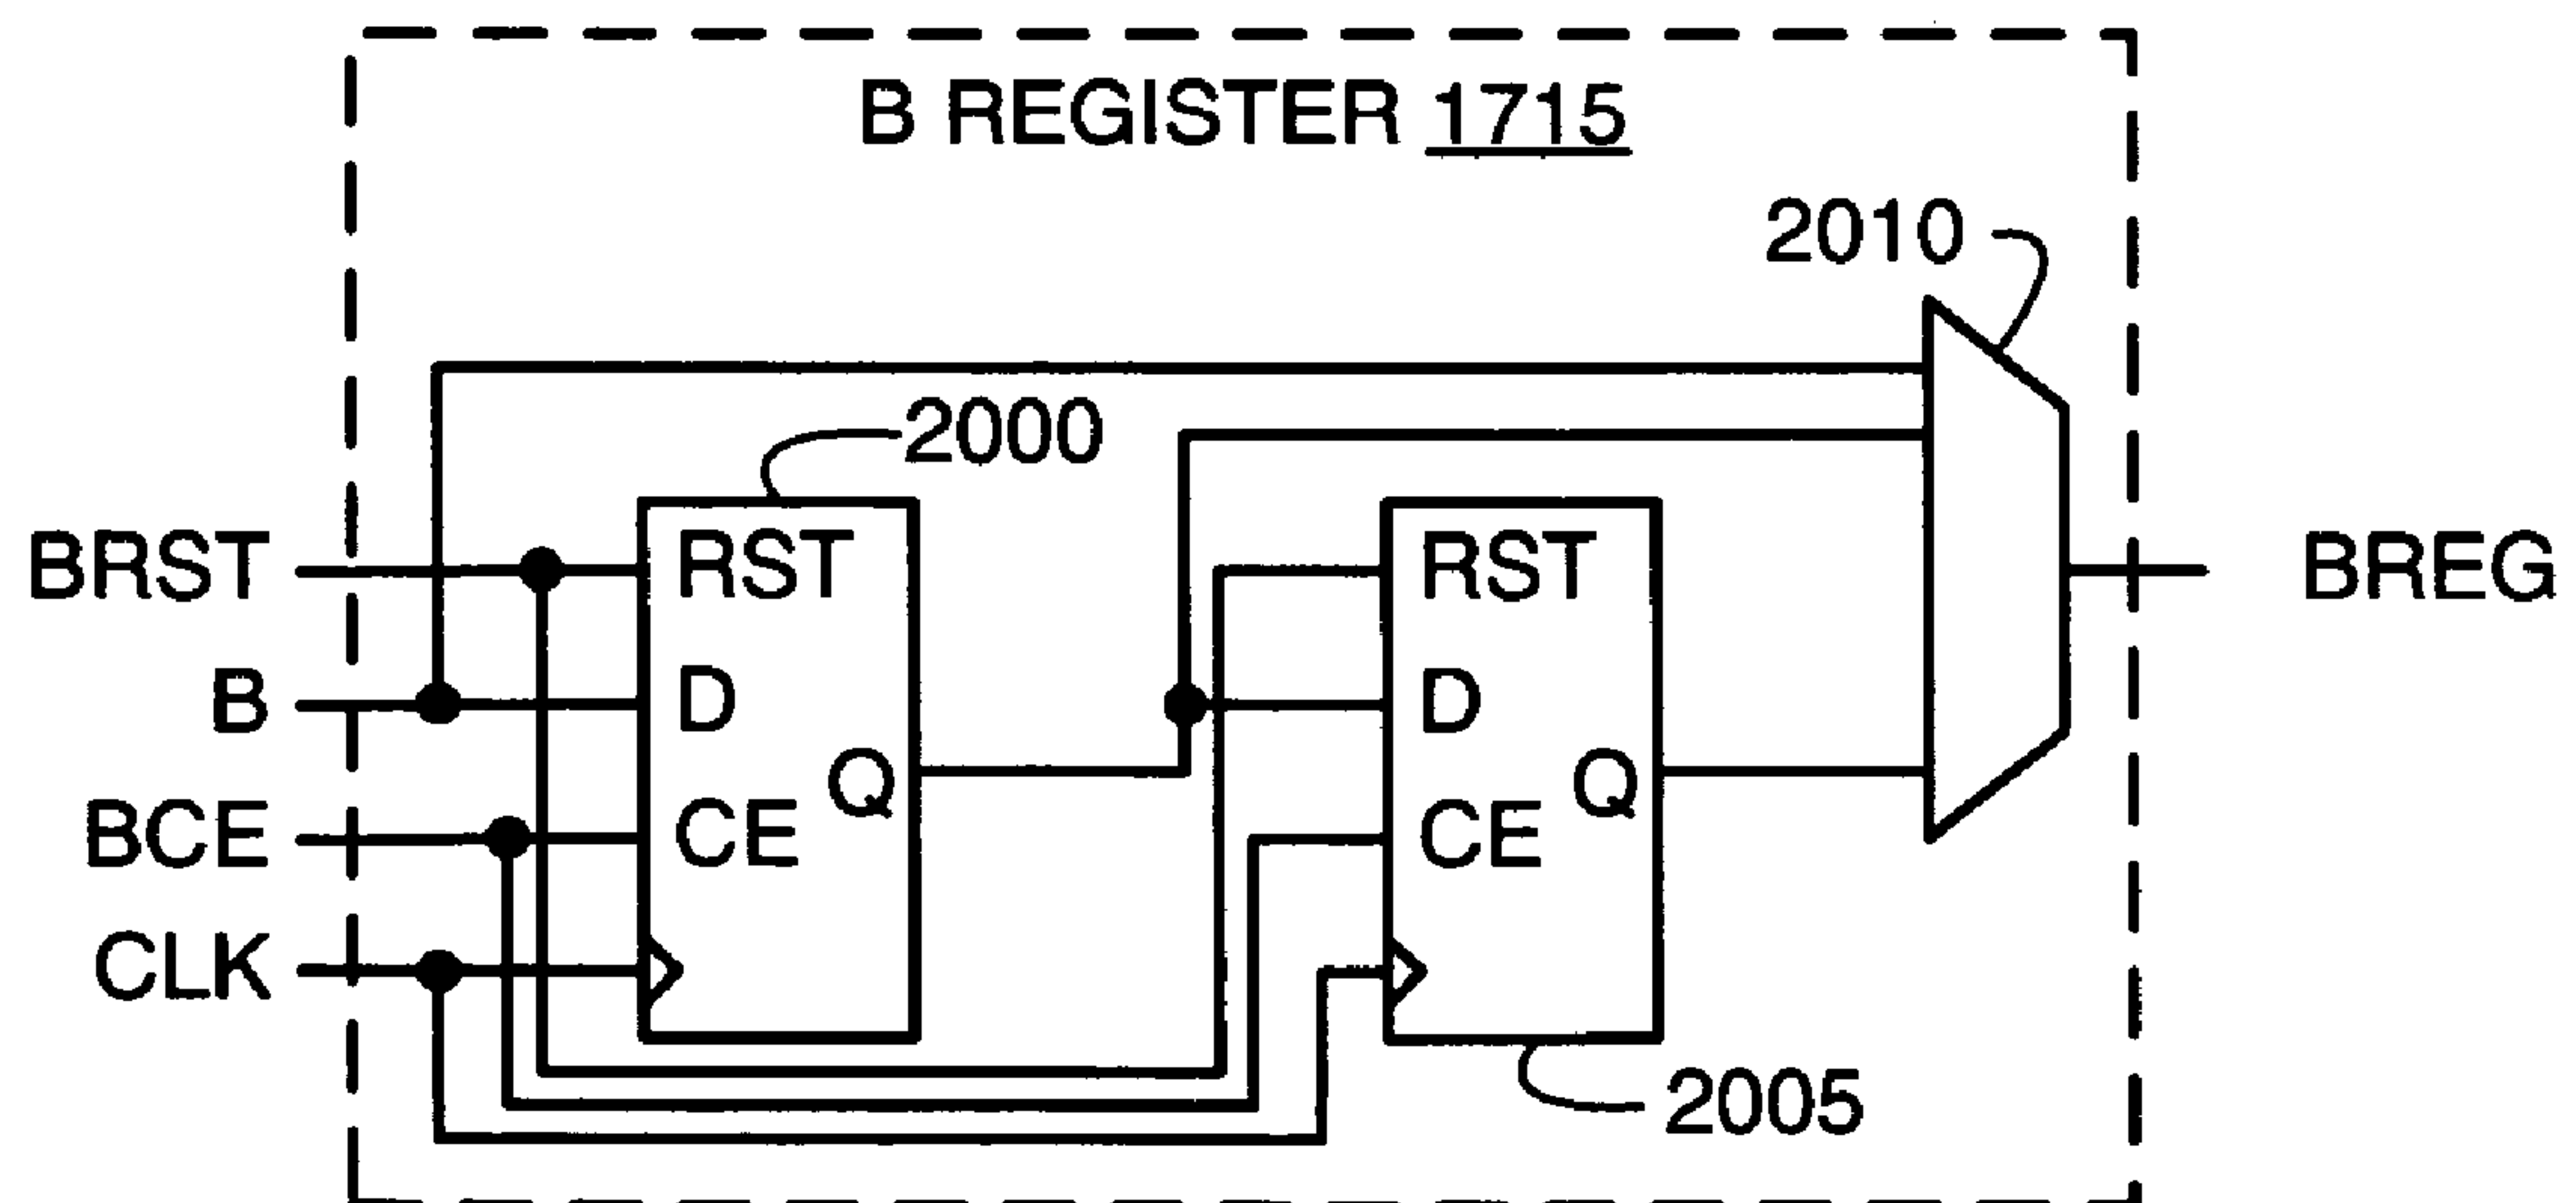 B REGISTER 1715
2010
2000
BRST
RST
RST
BREG
B
D
D
Q
Q
BCE
CE
CE
CLK
2005